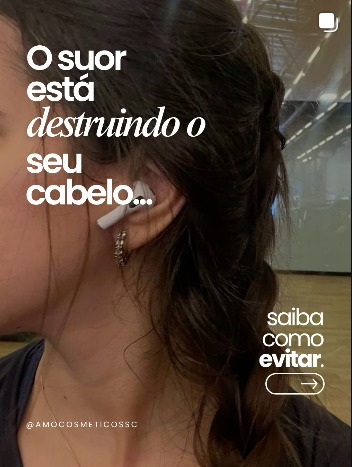 O suor
está
destruindo o
seu
cabelo...
saiba
como
evitar.
@AMOCOSMETICOSSC